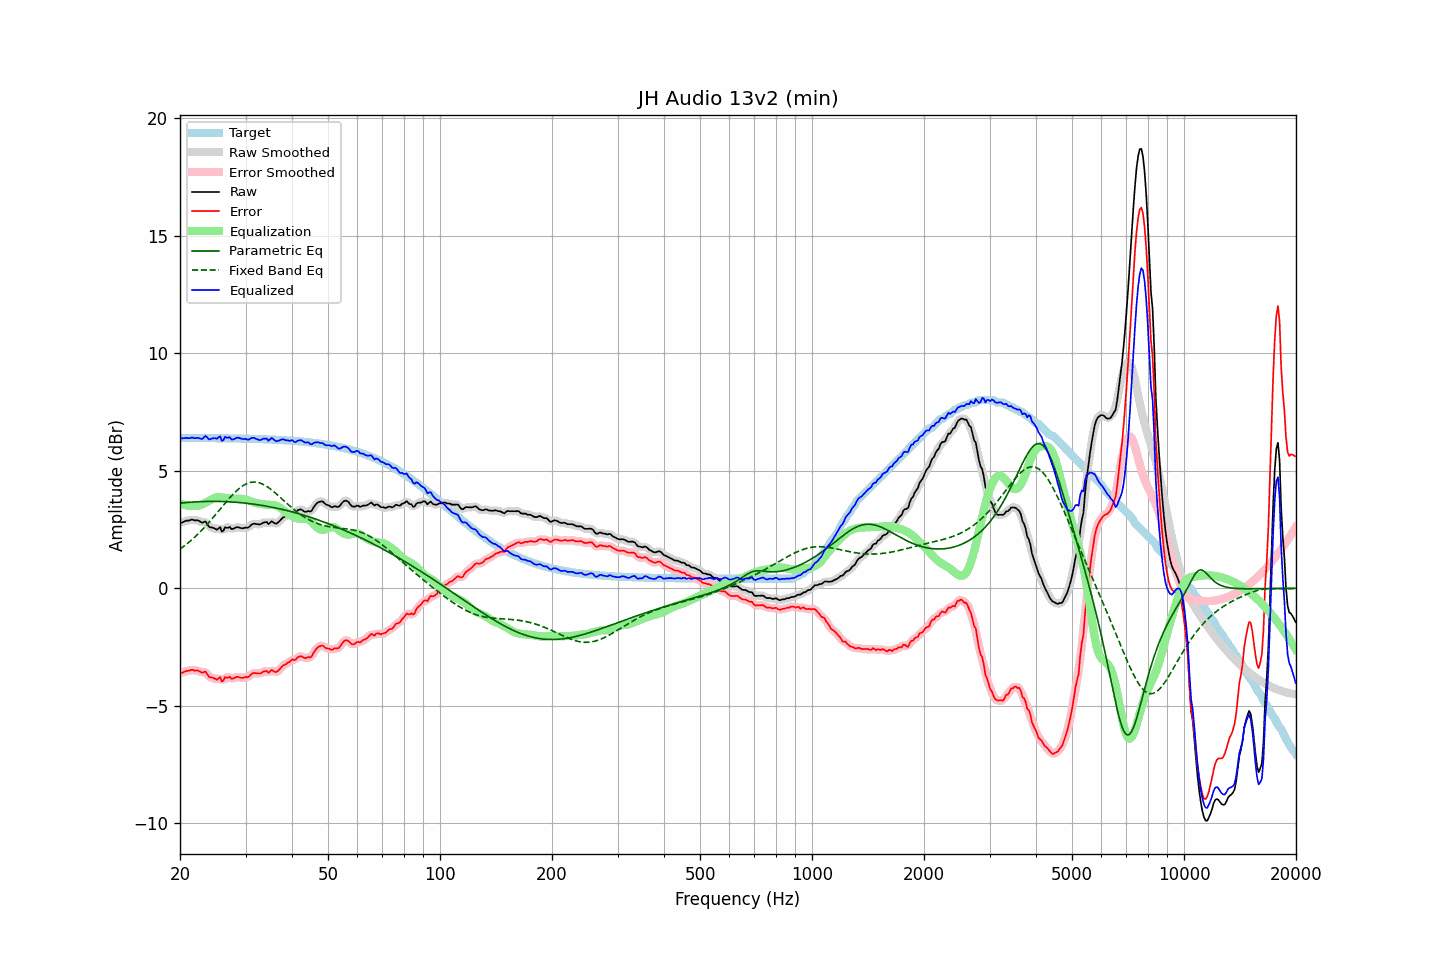 JH Audio 13v2 (min)
Target
Raw Smoothed
Error Smoothed
Raw
Error
Equalization
Parametric Eq
Fixed Band Eq
Equalized
Amplitude (dBr)
20
15
10
5
0
−5
−10
20 50 100 200 500 1000 2000 5000 10000 20000
Frequency (Hz)